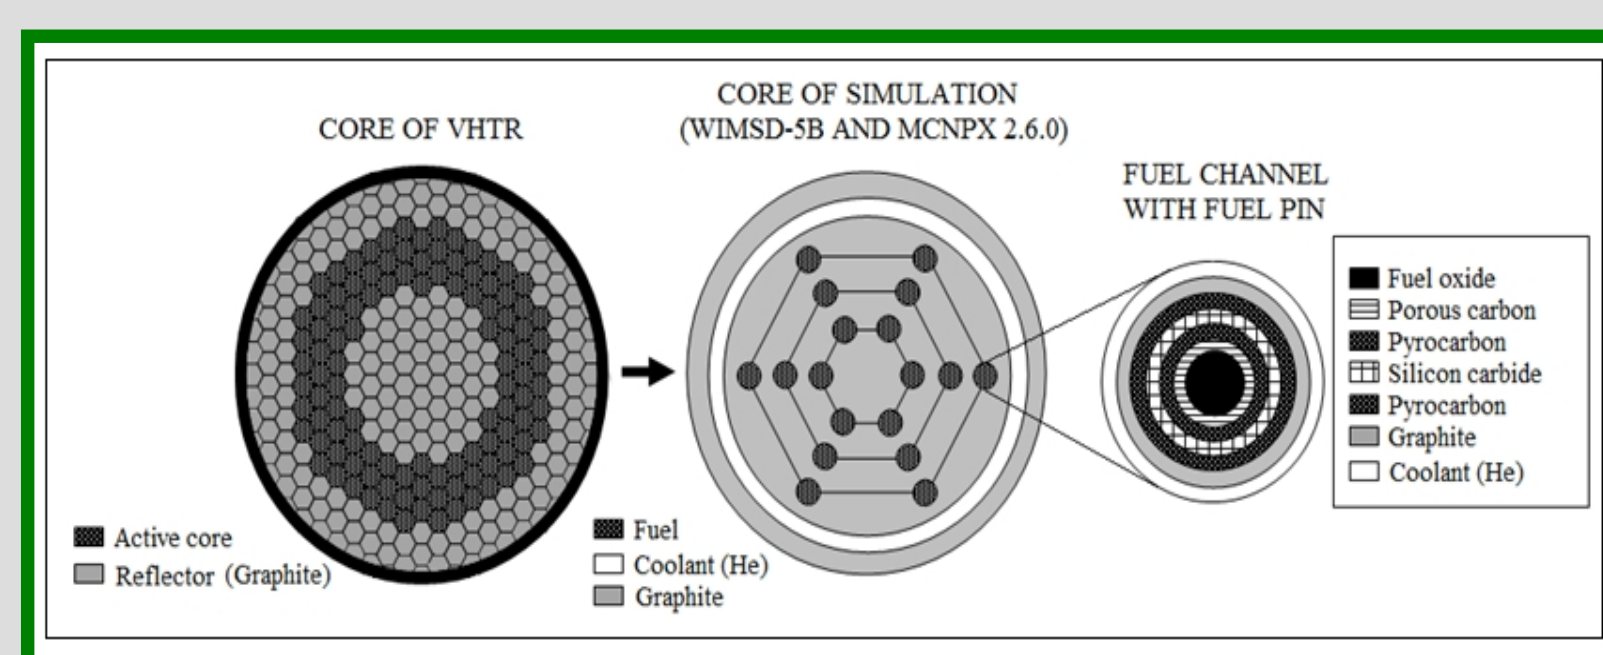 CORE OF VHTR
CORE OF SIMULATION
(WIMSD-5B AND MCNPX 2.6.0)
FUEL CHANNEL
WITH FUEL PIN
Active core
Reflector (Graphite)
Fuel
Coolant (He)
Graphite
Fuel oxide
Porous carbon
Pyrocarbon
Silicon carbide
Pyrocarbon
Graphite
Coolant (He)